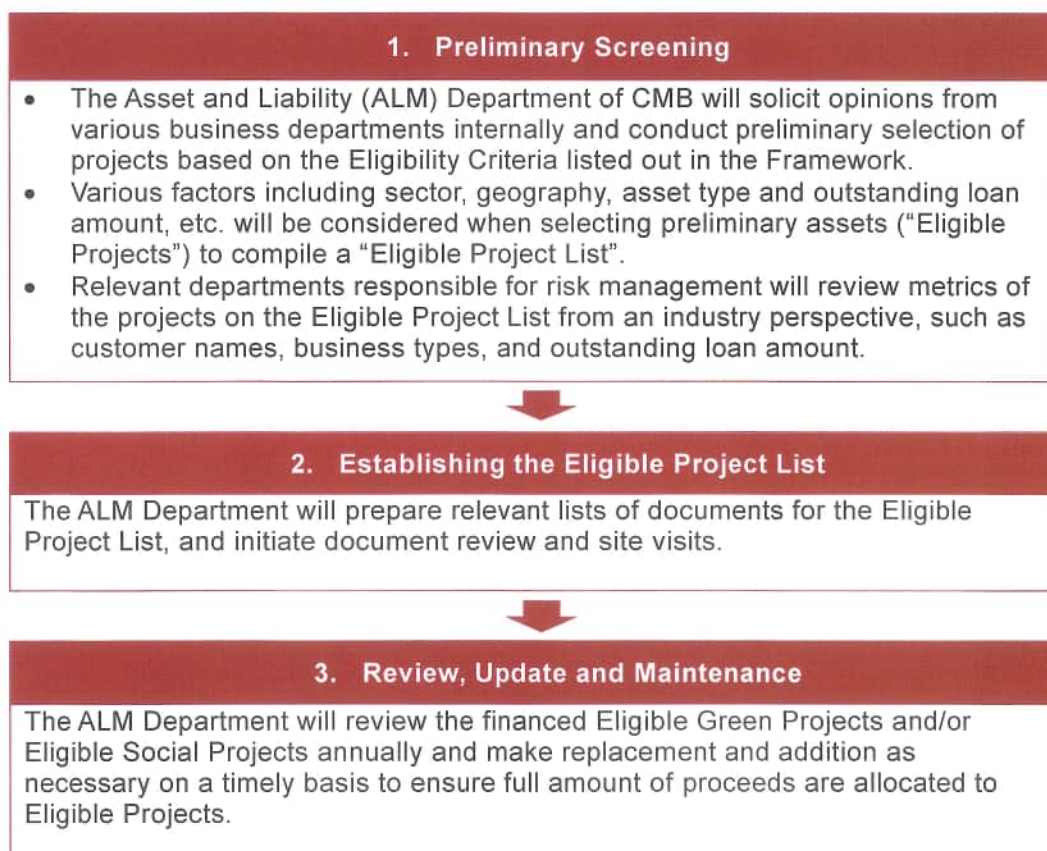 1. Preliminary Screening
• The Asset and Liability (ALM) Department of CMB will solicit opinions from
various business departments internally and conduct preliminary selection of
projects based on the Eligibility Criteria listed out in the Framework.
• Various factors including sector, geography, asset type and outstanding loan
amount, etc. will be considered when selecting preliminary assets (“Eligible
Projects”) to compile a “Eligible Project List”.
• Relevant departments responsible for risk management will review metrics of
the projects on the Eligible Project List from an industry perspective, such as
customer names, business types, and outstanding loan amount.
2. Establishing the Eligible Project List
The ALM Department will prepare relevant lists of documents for the Eligible
Project List, and initiate document review and site visits.
3. Review, Update and Maintenance
The ALM Department will review the financed Eligible Green Projects and/or
Eligible Social Projects annually and make replacement and addition as
necessary on a timely basis to ensure full amount of proceeds are allocated to
Eligible Projects.